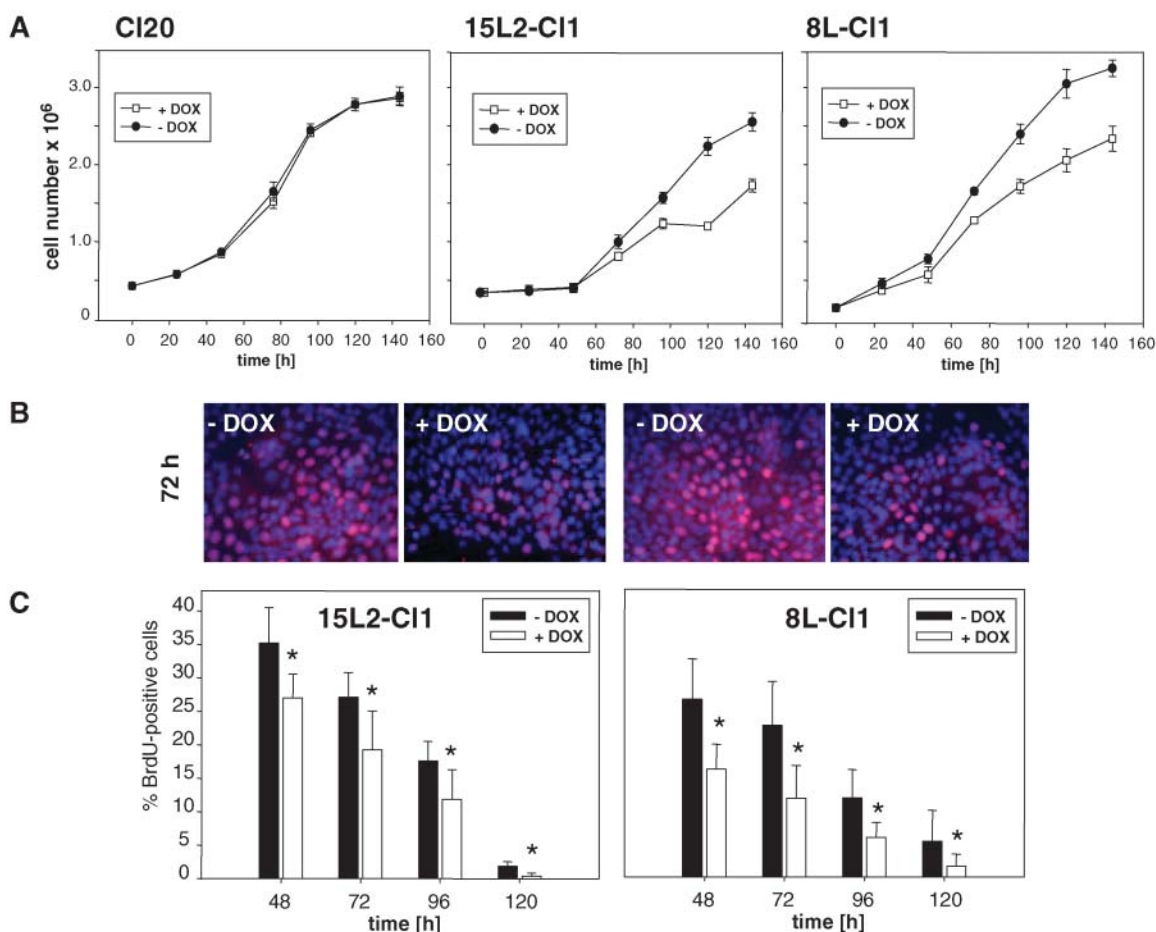 A
Cl20
15L2-Cl1
8L-Cl1
cell number x 10⁶
3.0
2.0
1.0
0
+ DOX
- DOX
0 20 40 60 80 100 120 140 160
time [h]
+ DOX
- DOX
0 20 40 60 80 100 120 140 160
time [h]
+ DOX
- DOX
0 20 40 60 80 100 120 140 160
time [h]
B
72 h
- DOX
+ DOX
- DOX
+ DOX
C
% BrdU-positive cells
40
35
30
25
20
15
10
5
0
15L2-Cl1
- DOX
+ DOX
* * * *
48 72 96 120
time [h]
8L-Cl1
- DOX
+ DOX
* * * *
48 72 96 120
time [h]